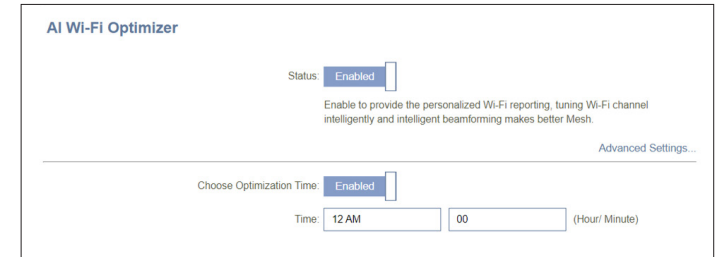 AI Wi-Fi Optimizer
Status: Enabled
Enable to provide the personalized Wi-Fi reporting, tuning Wi-Fi channel
intelligently and intelligent beamforming makes better Mesh.
Advanced Settings...
Choose Optimization Time: Enabled
Time: 12 AM 00 (Hour/ Minute)